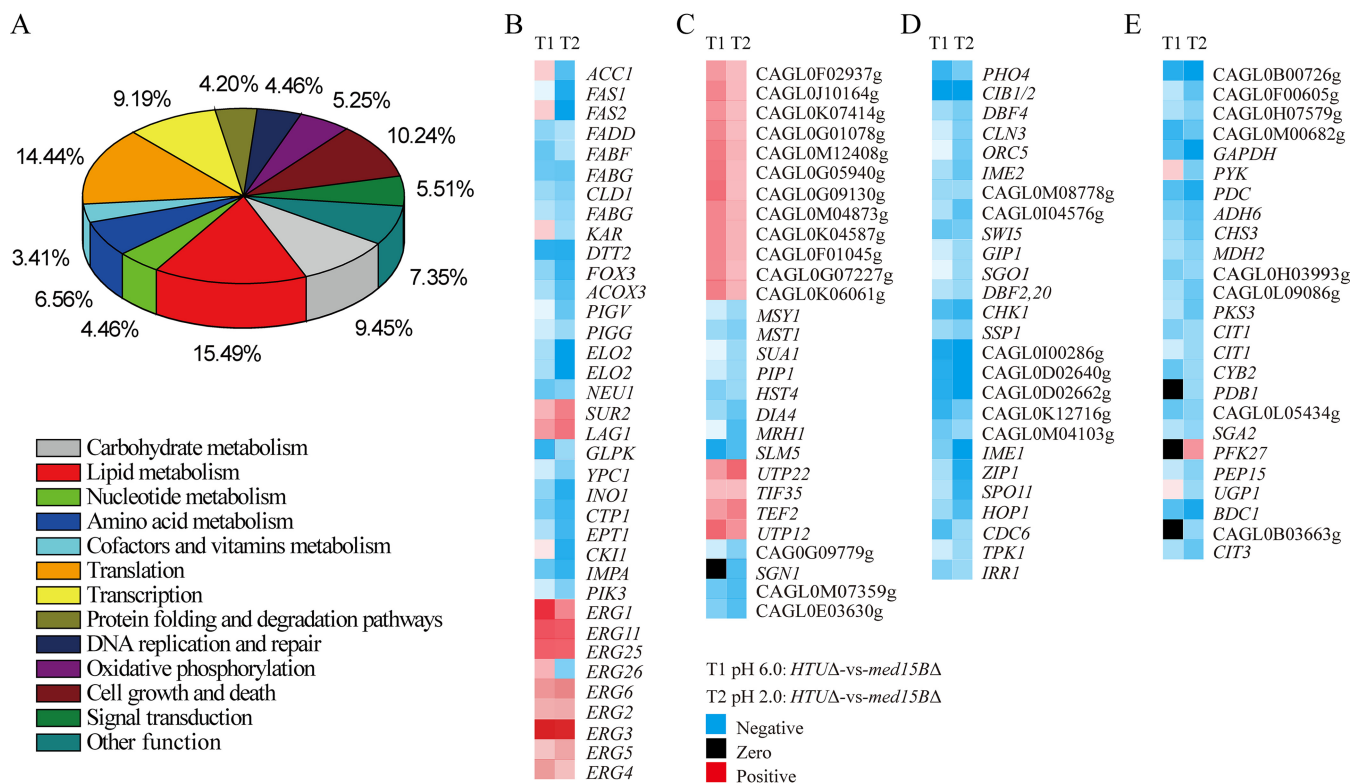 A
4.20%
4.46%
9.19%
5.25%
10.24%
14.44%
5.51%
3.41%
7.35%
6.56%
4.46%
9.45%
15.49%
Carbohydrate metabolism
Lipid metabolism
Nucleotide metabolism
Amino acid metabolism
Cofactors and vitamins metabolism
Translation
Transcription
Protein folding and degradation pathways
DNA replication and repair
Oxidative phosphorylation
Cell growth and death
Signal transduction
Other function
B
T1 T2
ACC1
FAS1
FAS2
FADD
FABF
FABG
CLD1
FABG
KAR
DTT2
FOX3
ACOX3
PIGV
PIGG
ELO2
ELO2
NEU1
SUR2
LAG1
GLPK
YPC1
INO1
CTP1
EPT1
CKI1
IMPA
PIK3
ERG1
ERG11
ERG25
ERG26
ERG6
ERG2
ERG3
ERG5
ERG4
C
T1 T2
CAGL0F02937g
CAGL0J10164g
CAGL0K07414g
CAGL0G01078g
CAGL0M12408g
CAGL0G05940g
CAGL0G09130g
CAGL0M04873g
CAGL0K04587g
CAGL0F01045g
CAGL0G07227g
CAGL0K06061g
MSY1
MST1
SUA1
PIP1
HST4
DIA4
MRH1
SLM5
UTP22
TIF35
TEF2
UTP12
CAG0G09779g
SGN1
CAGL0M07359g
CAGL0E03630g
D
T1 T2
PHO4
CIB1/2
DBF4
CLN3
ORC5
IME2
CAGL0M08778g
CAGL0I04576g
SWI5
GIP1
SGO1
DBF2,20
CHK1
SSP1
CAGL0I00286g
CAGL0D02640g
CAGL0D02662g
CAGL0K12716g
CAGL0M04103g
IME1
ZIP1
SPO11
HOP1
CDC6
TPK1
IRR1
E
T1 T2
CAGL0B00726g
CAGL0F00605g
CAGL0H07579g
CAGL0M00682g
GAPDH
PYK
PDC
ADH6
CHS3
MDH2
CAGL0H03993g
CAGL0L09086g
PKS3
CIT1
CIT1
CYB2
PDB1
CAGL0L05434g
SGA2
PFK27
PEP15
UGP1
BDC1
CAGL0B03663g
CIT3
T1 pH 6.0: HTUΔ-vs-med15BΔ
T2 pH 2.0: HTUΔ-vs-med15BΔ
Negative
Zero
Positive